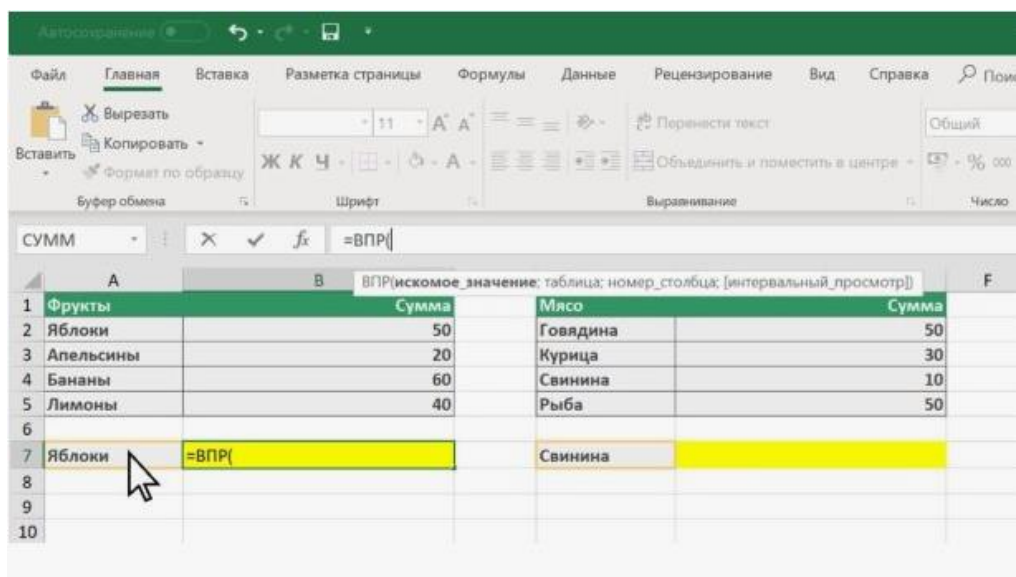 Автосохранение
Файл Главная Вставка Разметка страницы Формулы Данные Рецензирование Вид Справка
Вставить
Вырезать
Копировать
Формат по образцу
Буфер обмена
11
Ж К Ч
Шрифт
Перенести текст
Объединить и поместить в центре
Выравнивание
Общий
% 000
Число
СУММ fx =ВПР(
ВПР(искомое_значение; таблица; номер_столбца; [интервальный_просмотр])
A B F
1 Фрукты Сумма Мясо Сумма
2 Яблоки 50 Говядина 50
3 Апельсины 20 Курица 30
4 Бананы 60 Свинина 10
5 Лимоны 40 Рыба 50
6
7 Яблоки =ВПР( Свинина
8
9
10